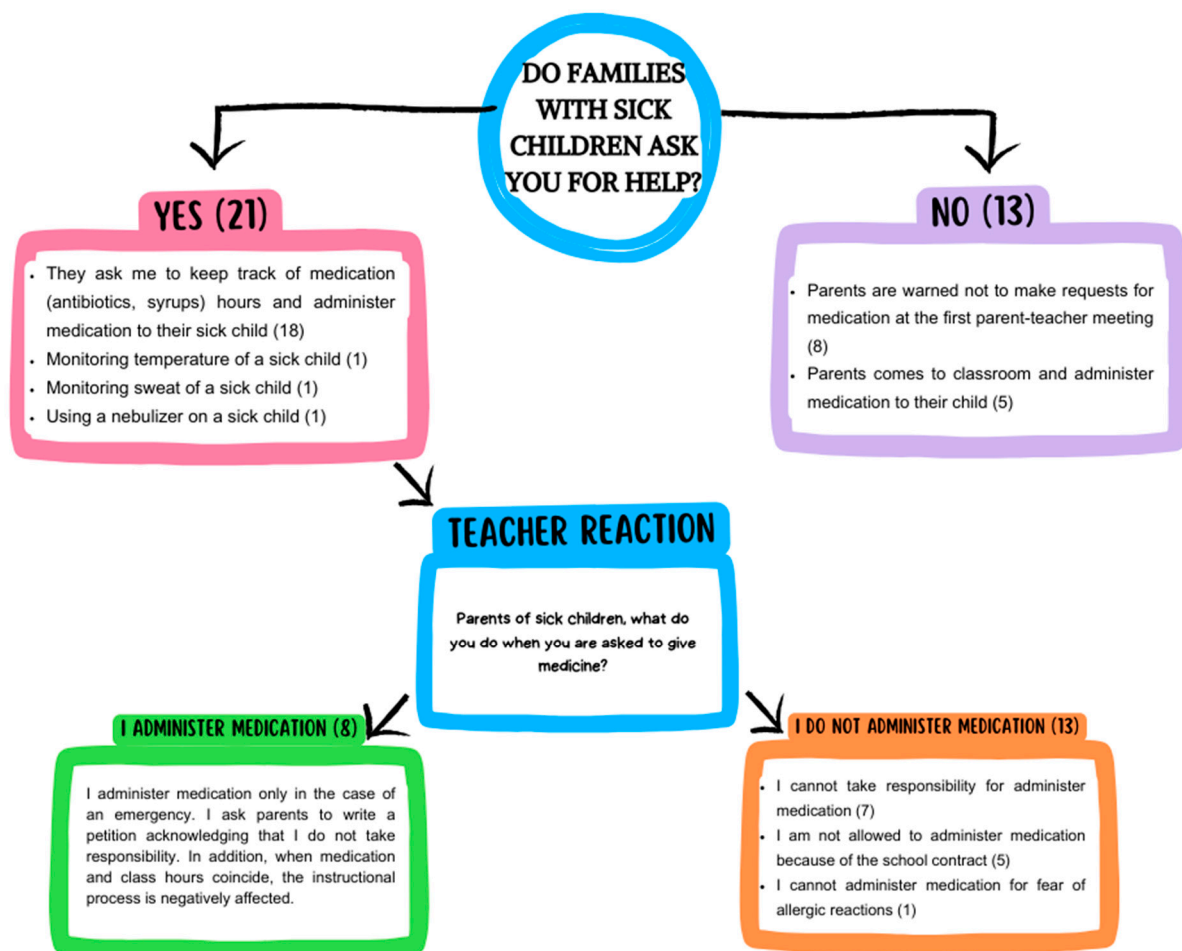 DO FAMILIES
WITH SICK
CHILDREN ASK
YOU FOR HELP?
YES (21)
• They ask me to keep track of medication
(antibiotics, syrups) hours and administer
medication to their sick child (18)
• Monitoring temperature of a sick child (1)
• Monitoring sweat of a sick child (1)
• Using a nebulizer on a sick child (1)
NO (13)
• Parents are warned not to make requests for
medication at the first parent-teacher meeting
(8)
• Parents comes to classroom and administer
medication to their child (5)
TEACHER REACTION
Parents of sick children, what do
you do when you are asked to give
medicine?
I ADMINISTER MEDICATION (8)
I administer medication only in the case of
an emergency. I ask parents to write a
petition acknowledging that I do not take
responsibility. In addition, when medication
and class hours coincide, the instructional
process is negatively affected.
I DO NOT ADMINISTER MEDICATION (13)
• I cannot take responsibility for administer
medication (7)
• I am not allowed to administer medication
because of the school contract (5)
• I cannot administer medication for fear of
allergic reactions (1)